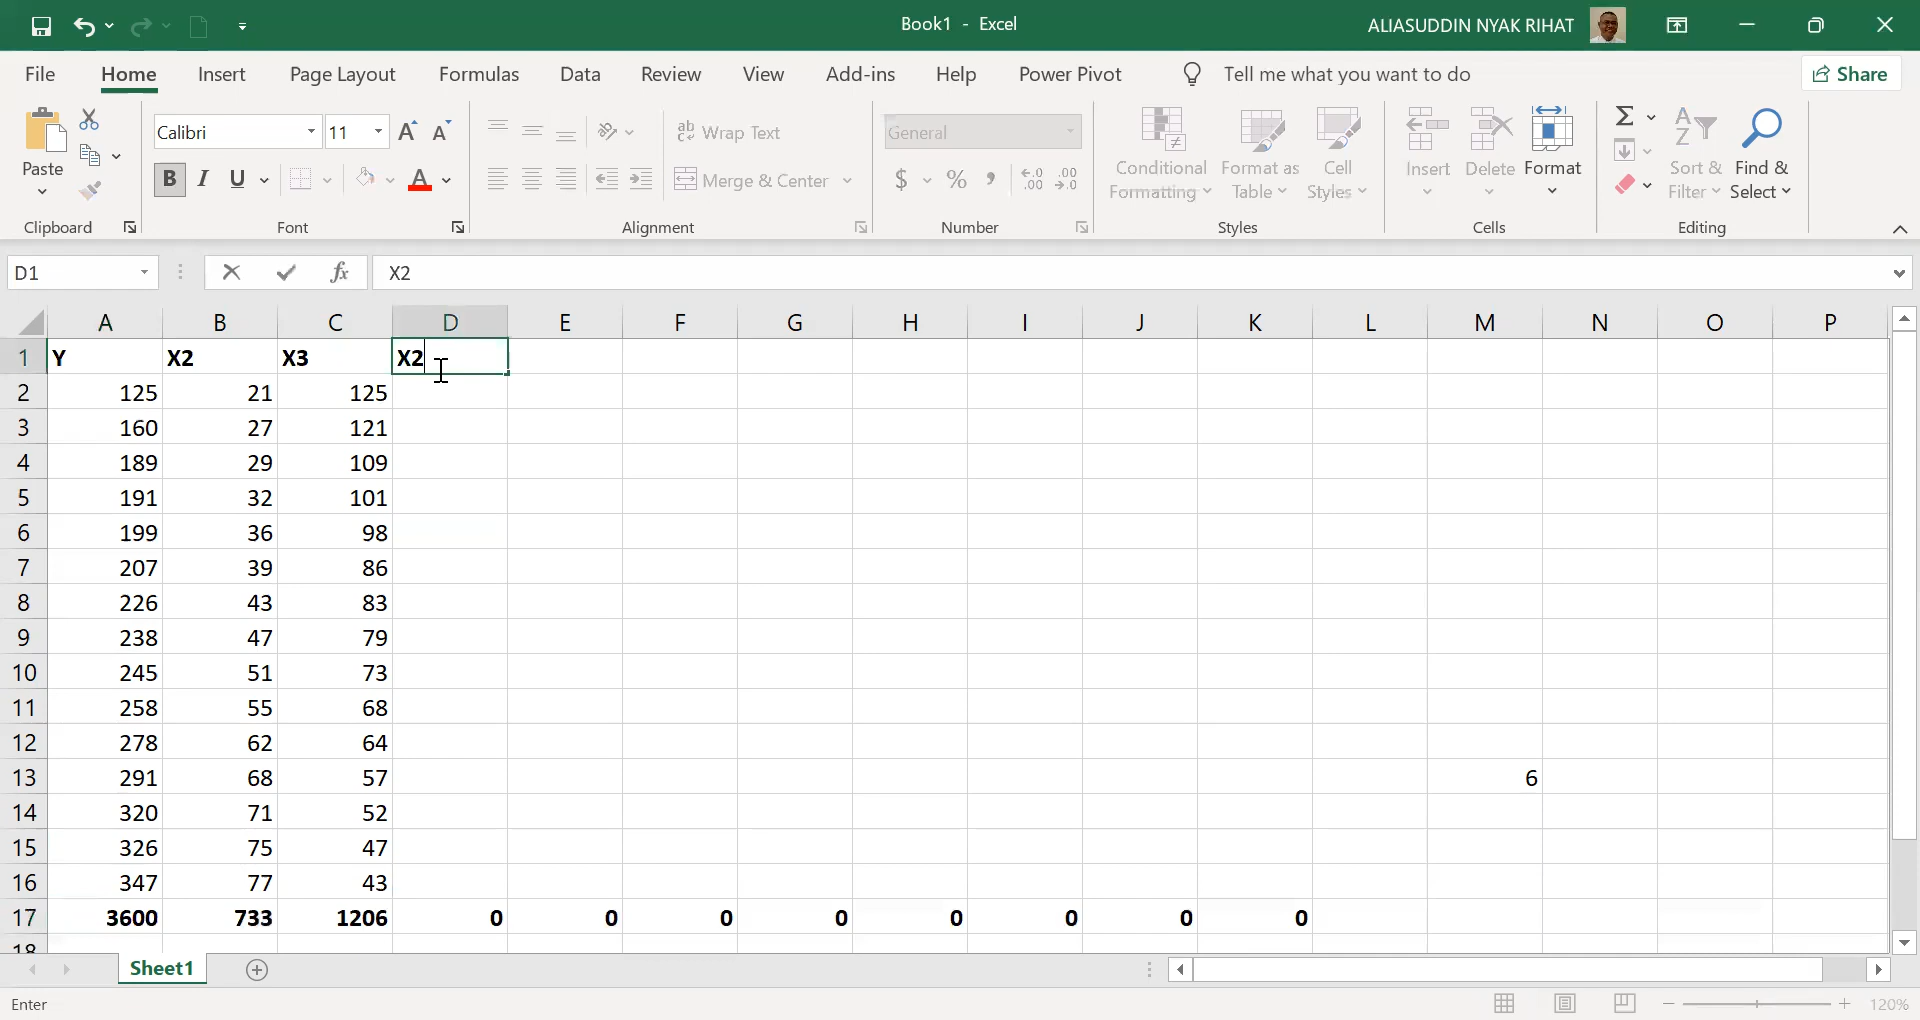 Book1 - Excel
ALIASUDDIN NYAK RIHAT
File Home Insert Page Layout Formulas Data Review View Add-ins Help Power Pivot Tell me what you want to do Share
Paste
Calibri 11
B I U A
ab Wrap Text
Merge & Center
General
$ % ,
Conditional Formatting
Format as Table
Cell Styles
Insert Delete Format
Sort & Filter
Find & Select
Clipboard Font Alignment Number Styles Cells Editing
D1 fx X2
A B C D E F G H I J K L M N O P
1 Y X2 X3 X2
2 125 21 125
3 160 27 121
4 189 29 109
5 191 32 101
6 199 36 98
7 207 39 86
8 226 43 83
9 238 47 79
10 245 51 73
11 258 55 68
12 278 62 64
13 291 68 57 6
14 320 71 52
15 326 75 47
16 347 77 43
17 3600 733 1206 0 0 0 0 0 0 0 0
18
Sheet1
Enter 120%